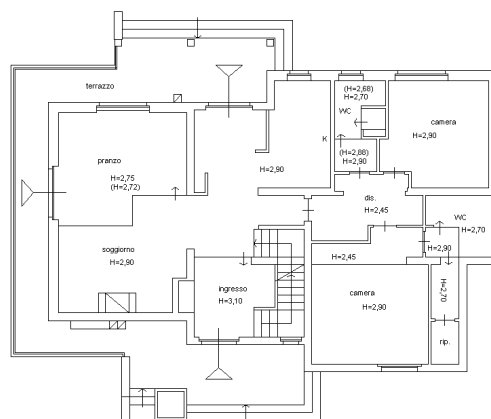 terrazzo
(H=2,68)
H=2,70
WC
camera
H=2,90
K
(H=2,88)
H=2,90
pranzo
H=2,75
(H=2,72)
H=2,90
dis.
H=2,45
WC
H=2,70
soggiorno
H=2,90
H=2,45
H=2,90
ingresso
H=3,10
camera
H=2,90
H=2,70
rip.